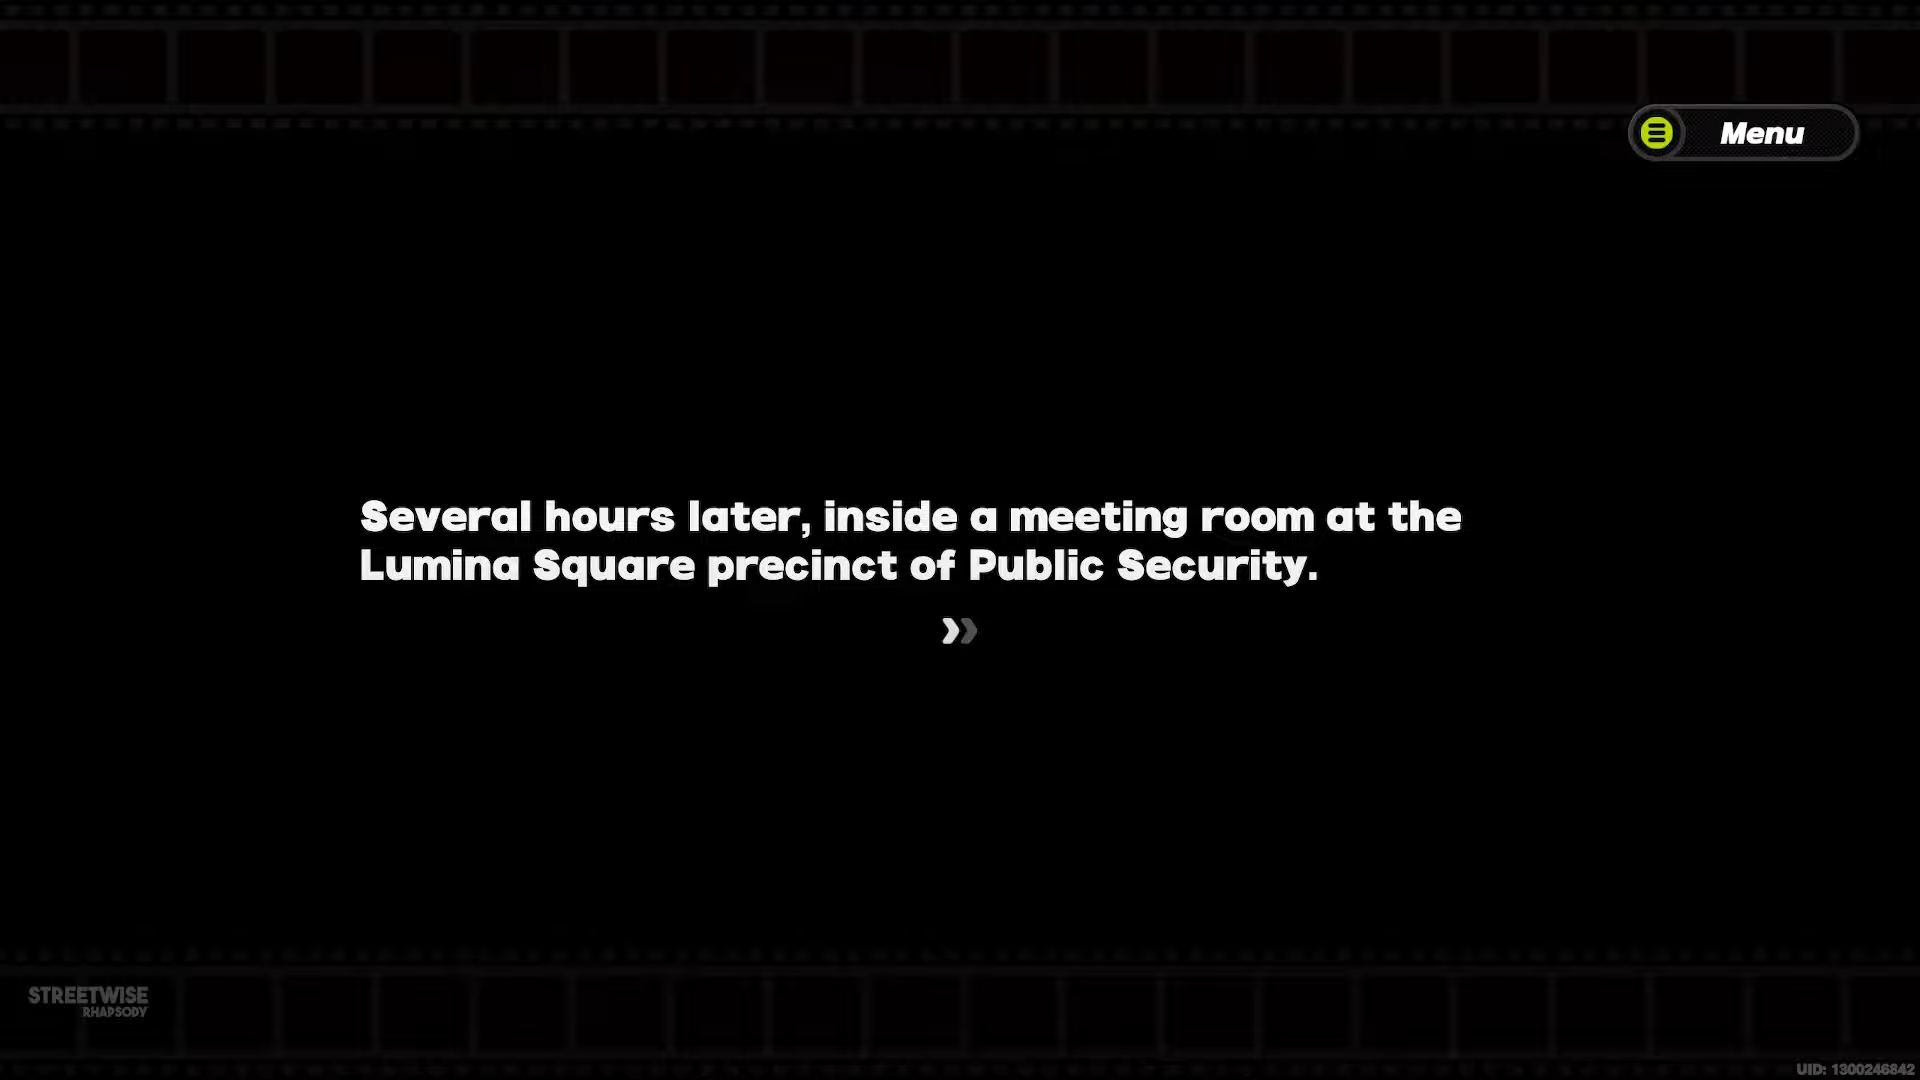 Menu
Several hours later, inside a meeting room at the
Lumina Square precinct of Public Security.
STREETWISE
RHAPSODY
UID: 1300246842